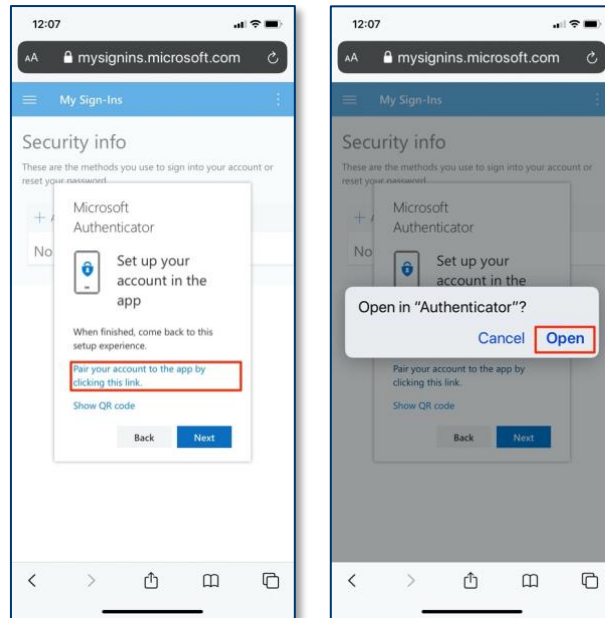 12:07
AA mysignins.microsoft.com
My Sign-Ins
Security info
These are the methods you use to sign into your account or
reset your password.
No
Microsoft
Authenticator
Set up your
account in the
app
When finished, come back to this
setup experience.
Pair your account to the app by
clicking this link.
Show QR code
Back Next
12:07
AA mysignins.microsoft.com
My Sign-Ins
Security info
These are the methods you use to sign into your account or
reset your password.
No
Microsoft
Authenticator
Set up your
account in the
Open in “Authenticator”?
Cancel Open
Pair your account to the app by
clicking this link.
Show QR code
Back Next